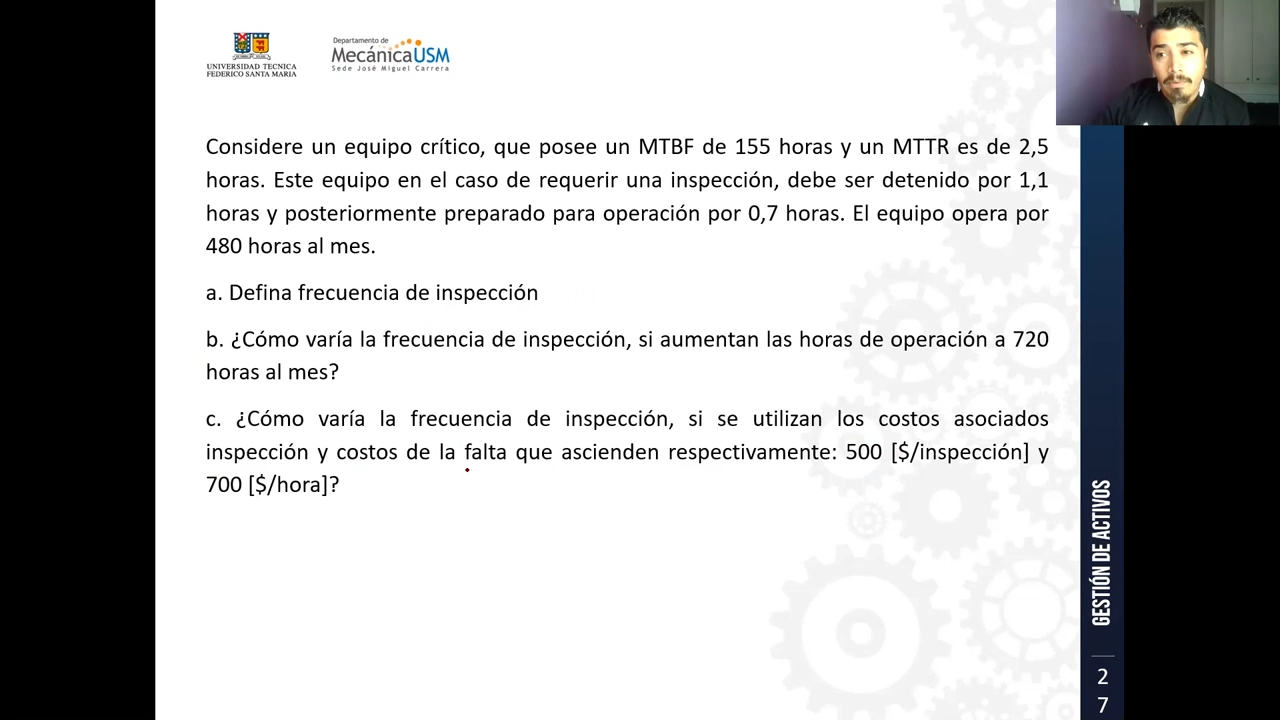 UNIVERSIDAD TECNICA
FEDERICO SANTA MARIA
Departamento de
MecánicaUSM
Sede José Miguel Carrera
Considere un equipo crítico, que posee un MTBF de 155 horas y un MTTR es de 2,5
horas. Este equipo en el caso de requerir una inspección, debe ser detenido por 1,1
horas y posteriormente preparado para operación por 0,7 horas. El equipo opera por
480 horas al mes.
a. Defina frecuencia de inspección
b. ¿Cómo varía la frecuencia de inspección, si aumentan las horas de operación a 720
horas al mes?
c. ¿Cómo varía la frecuencia de inspección, si se utilizan los costos asociados
inspección y costos de la falta que ascienden respectivamente: 500 [$/inspección] y
700 [$/hora]?
GESTIÓN DE ACTIVOS
2
7